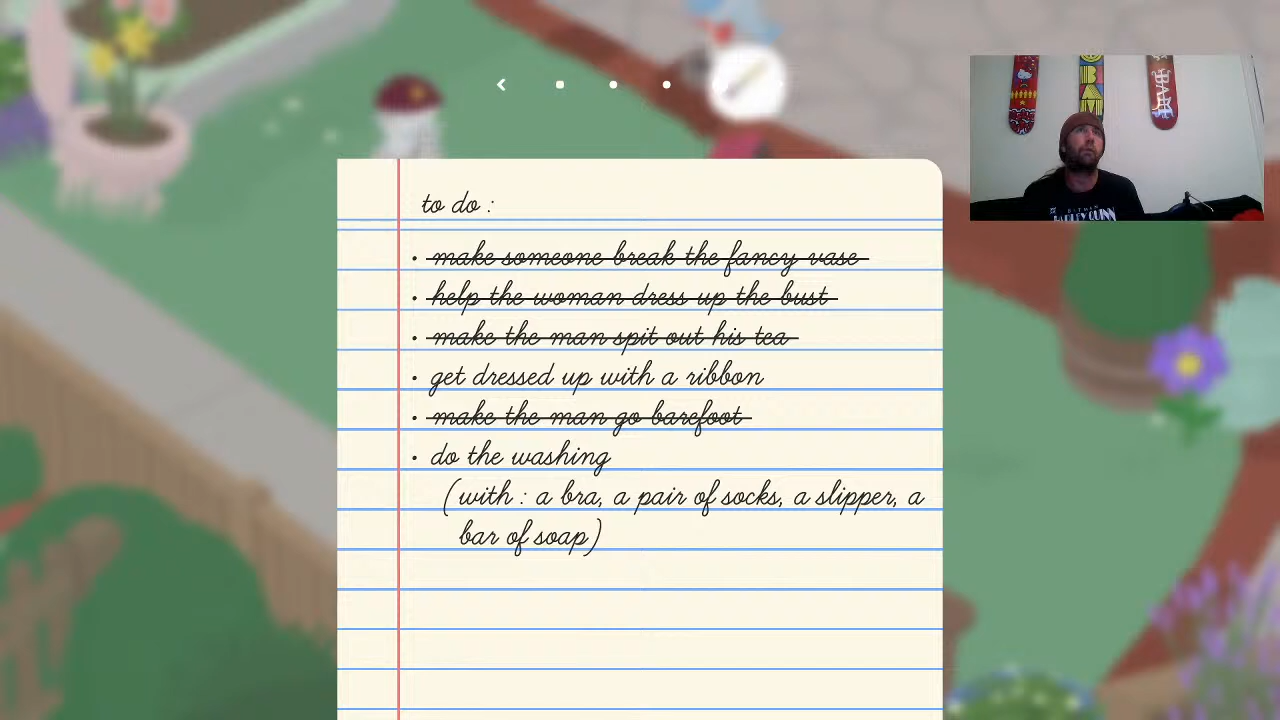 to do :
• make someone break the fancy vase
• help the woman dress up the bust
• make the man spit out his tea
• get dressed up with a ribbon
• make the man go barefoot
• do the washing
(with : a bra, a pair of socks, a slipper, a
bar of soap)
HARLEY QUINN